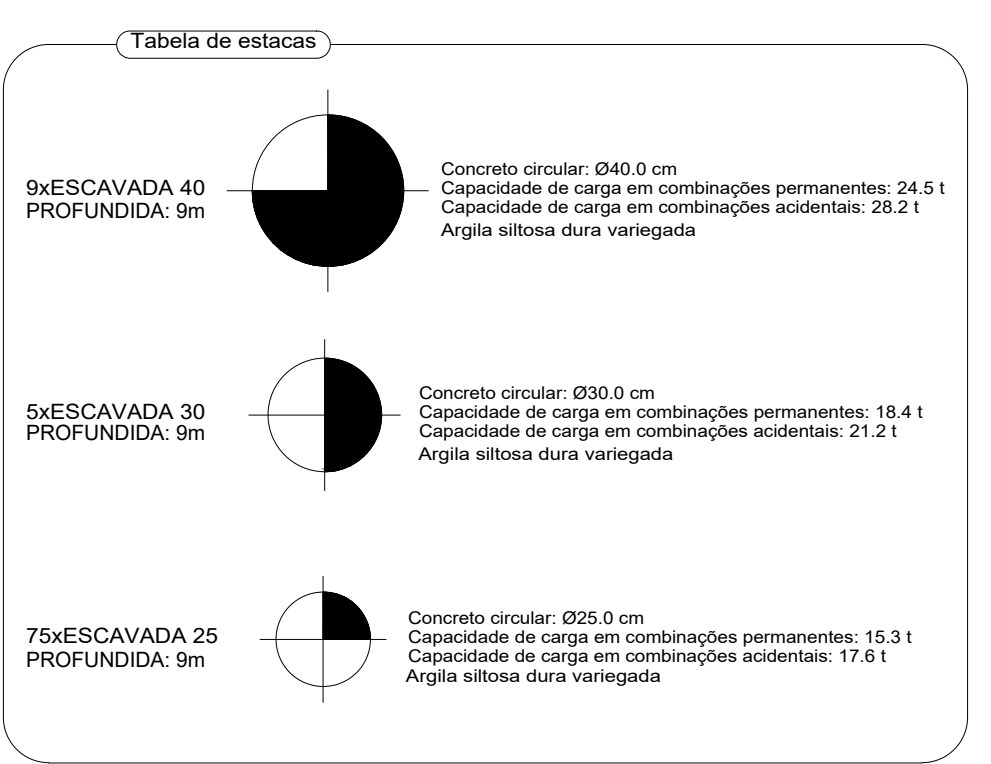 Tabela de estacas
9xESCAVADA 40
PROFUNDIDA: 9m
Concreto circular: Ø40.0 cm
Capacidade de carga em combinações permanentes: 24.5 t
Capacidade de carga em combinações acidentais: 28.2 t
Argila siltosa dura variegada
5xESCAVADA 30
PROFUNDIDA: 9m
Concreto circular: Ø30.0 cm
Capacidade de carga em combinações permanentes: 18.4 t
Capacidade de carga em combinações acidentais: 21.2 t
Argila siltosa dura variegada
75xESCAVADA 25
PROFUNDIDA: 9m
Concreto circular: Ø25.0 cm
Capacidade de carga em combinações permanentes: 15.3 t
Capacidade de carga em combinações acidentais: 17.6 t
Argila siltosa dura variegada